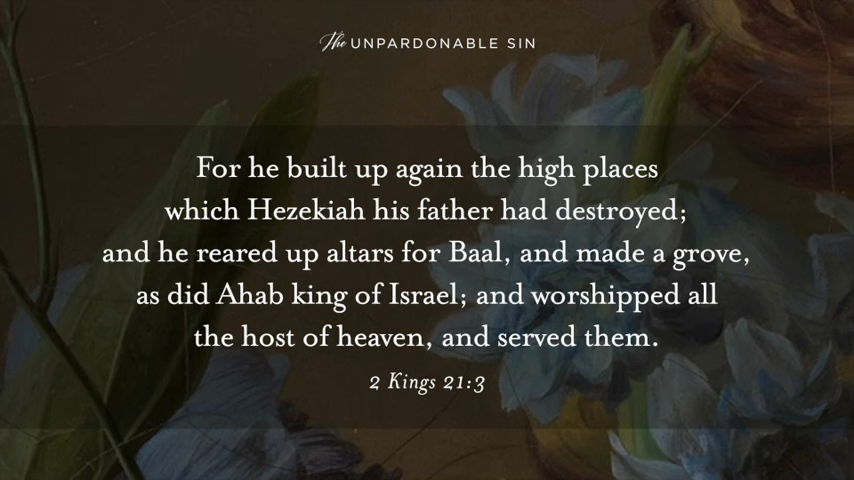 The UNPARDONABLE SIN
For he built up again the high places
which Hezekiah his father had destroyed;
and he reared up altars for Baal, and made a grove,
as did Ahab king of Israel; and worshipped all
the host of heaven, and served them.
2 Kings 21:3